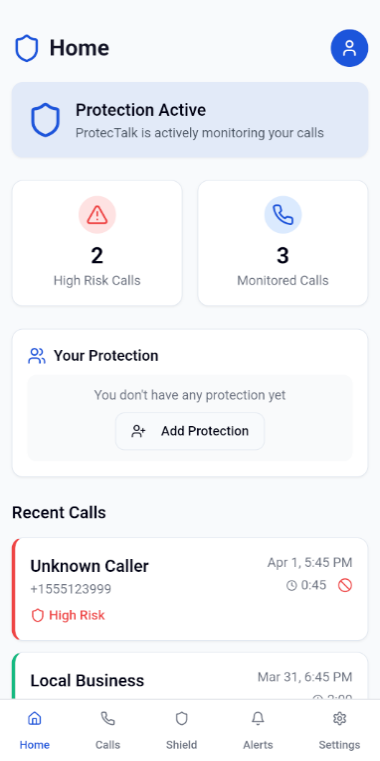 Home
Protection Active
ProtecTalk is actively monitoring your calls
2
High Risk Calls
3
Monitored Calls
Your Protection
You don't have any protection yet
Add Protection
Recent Calls
Unknown Caller
Apr 1, 5:45 PM
+1555123999
0:45
High Risk
Local Business
Mar 31, 6:45 PM
Home
Calls
Shield
Alerts
Settings